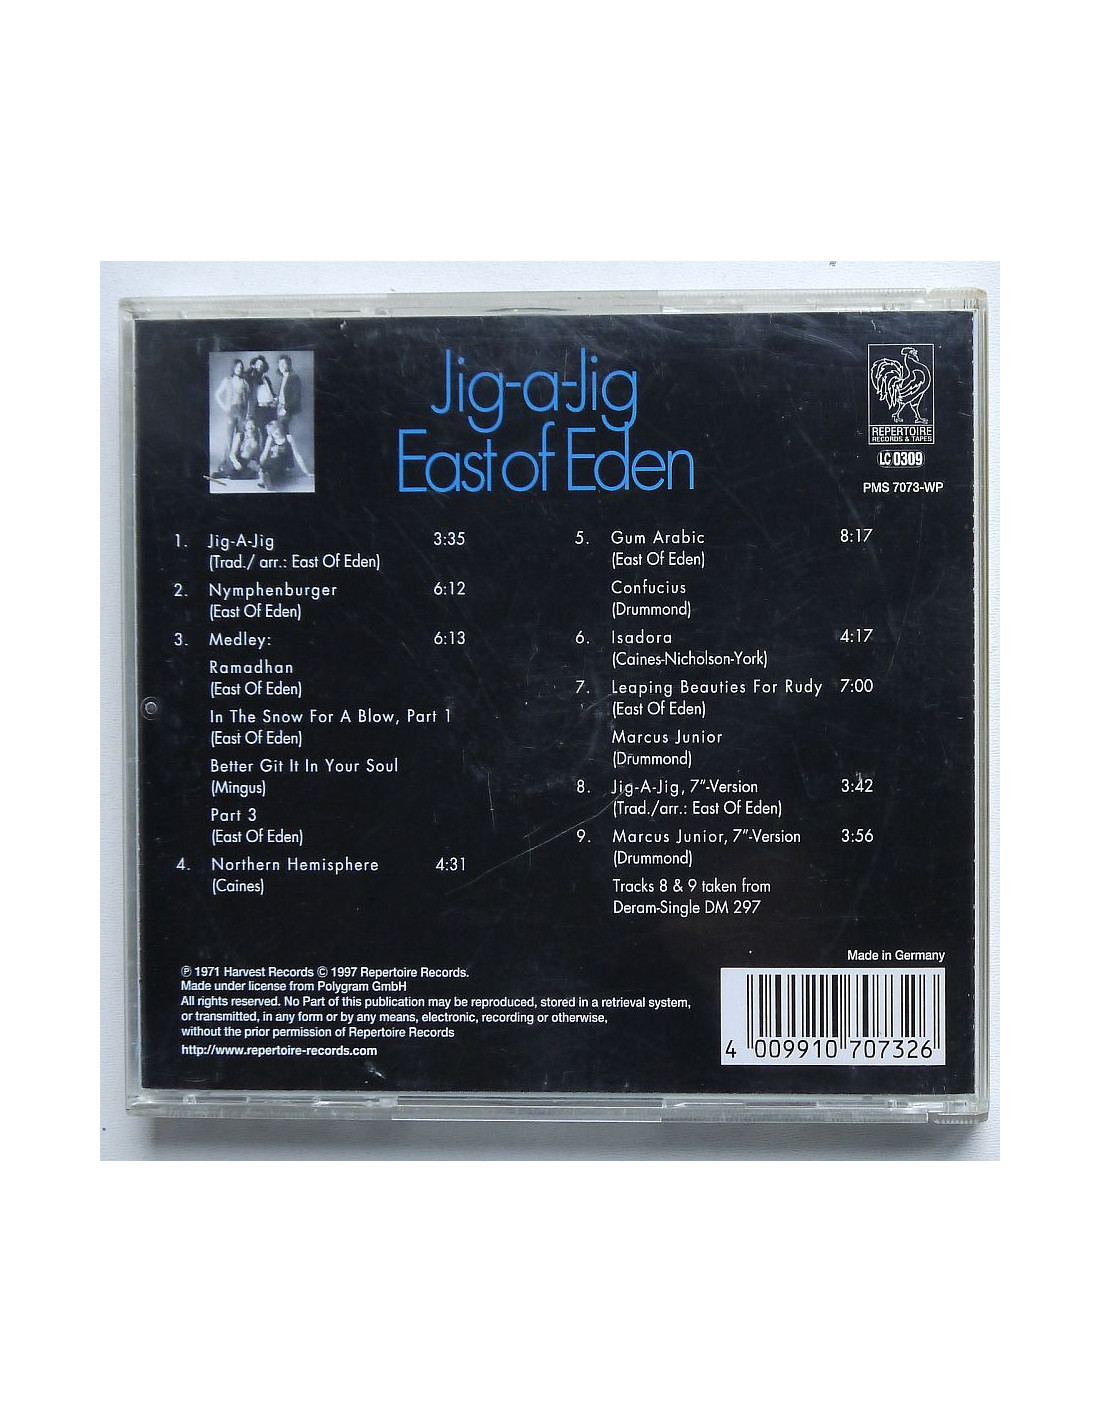 Jig-a-Jig
East of Eden
REPERTOIRE
RECORDS & TAPES
LC 0309
PMS 7073-WP
1. Jig-A-Jig 3:35
(Trad./ arr.: East Of Eden)
2. Nymphenburger 6:12
(East Of Eden)
3. Medley: 6:13
Ramadhan
(East Of Eden)
In The Snow For A Blow, Part 1
(East Of Eden)
Better Git It In Your Soul
(Mingus)
Part 3
(East Of Eden)
4. Northern Hemisphere 4:31
(Caines)
5. Gum Arabic 8:17
(East Of Eden)
Confucius
(Drummond)
6. Isadora 4:17
(Caines-Nicholson-York)
7. Leaping Beauties For Rudy 7:00
(East Of Eden)
Marcus Junior
(Drummond)
8. Jig-A-Jig, 7"-Version 3:42
(Trad./arr.: East Of Eden)
9. Marcus Junior, 7"-Version 3:56
(Drummond)
Tracks 8 & 9 taken from
Deram-Single DM 297
℗ 1971 Harvest Records © 1997 Repertoire Records.
Made under license from Polygram GmbH
All rights reserved. No Part of this publication may be reproduced, stored in a retrieval system,
or transmitted, in any form or by any means, electronic, recording or otherwise,
without the prior permission of Repertoire Records
http://www.repertoire-records.com
Made in Germany
4 009910 707326